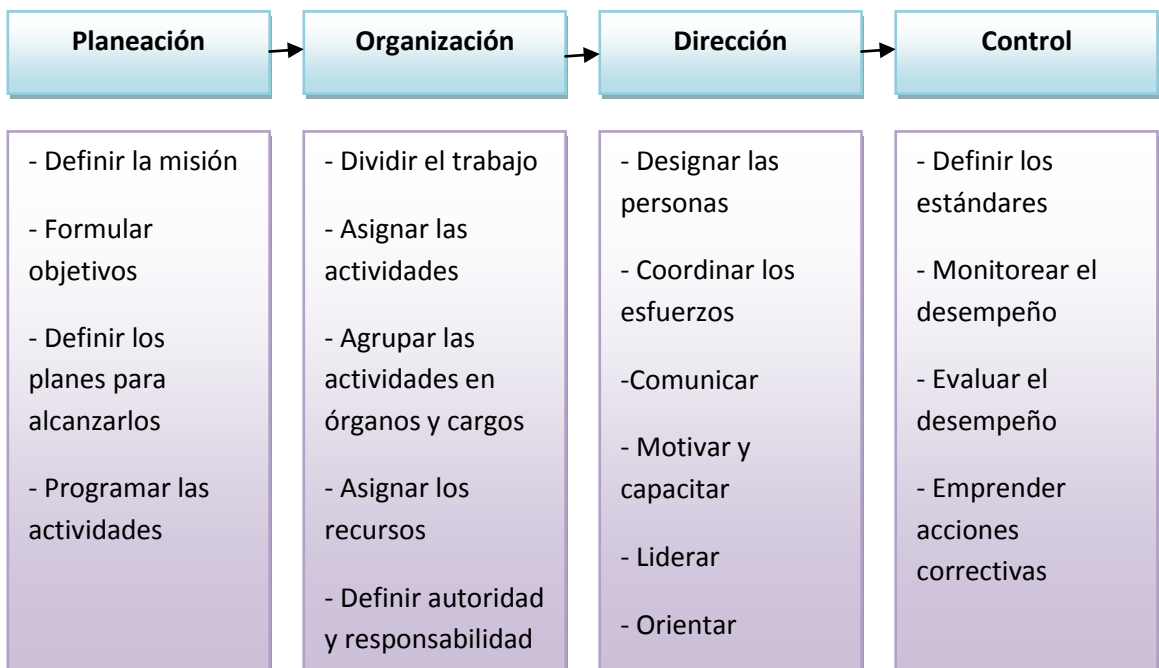 Planeación
Organización
Dirección
Control
- Definir la misión
- Formular
objetivos
- Definir los
planes para
alcanzarlos
- Programar las
actividades
- Dividir el trabajo
- Asignar las
actividades
- Agrupar las
actividades en
órganos y cargos
- Asignar los
recursos
- Definir autoridad
y responsabilidad
- Designar las
personas
- Coordinar los
esfuerzos
-Comunicar
- Motivar y
capacitar
- Liderar
- Orientar
- Definir los
estándares
- Monitorear el
desempeño
- Evaluar el
desempeño
- Emprender
acciones
correctivas